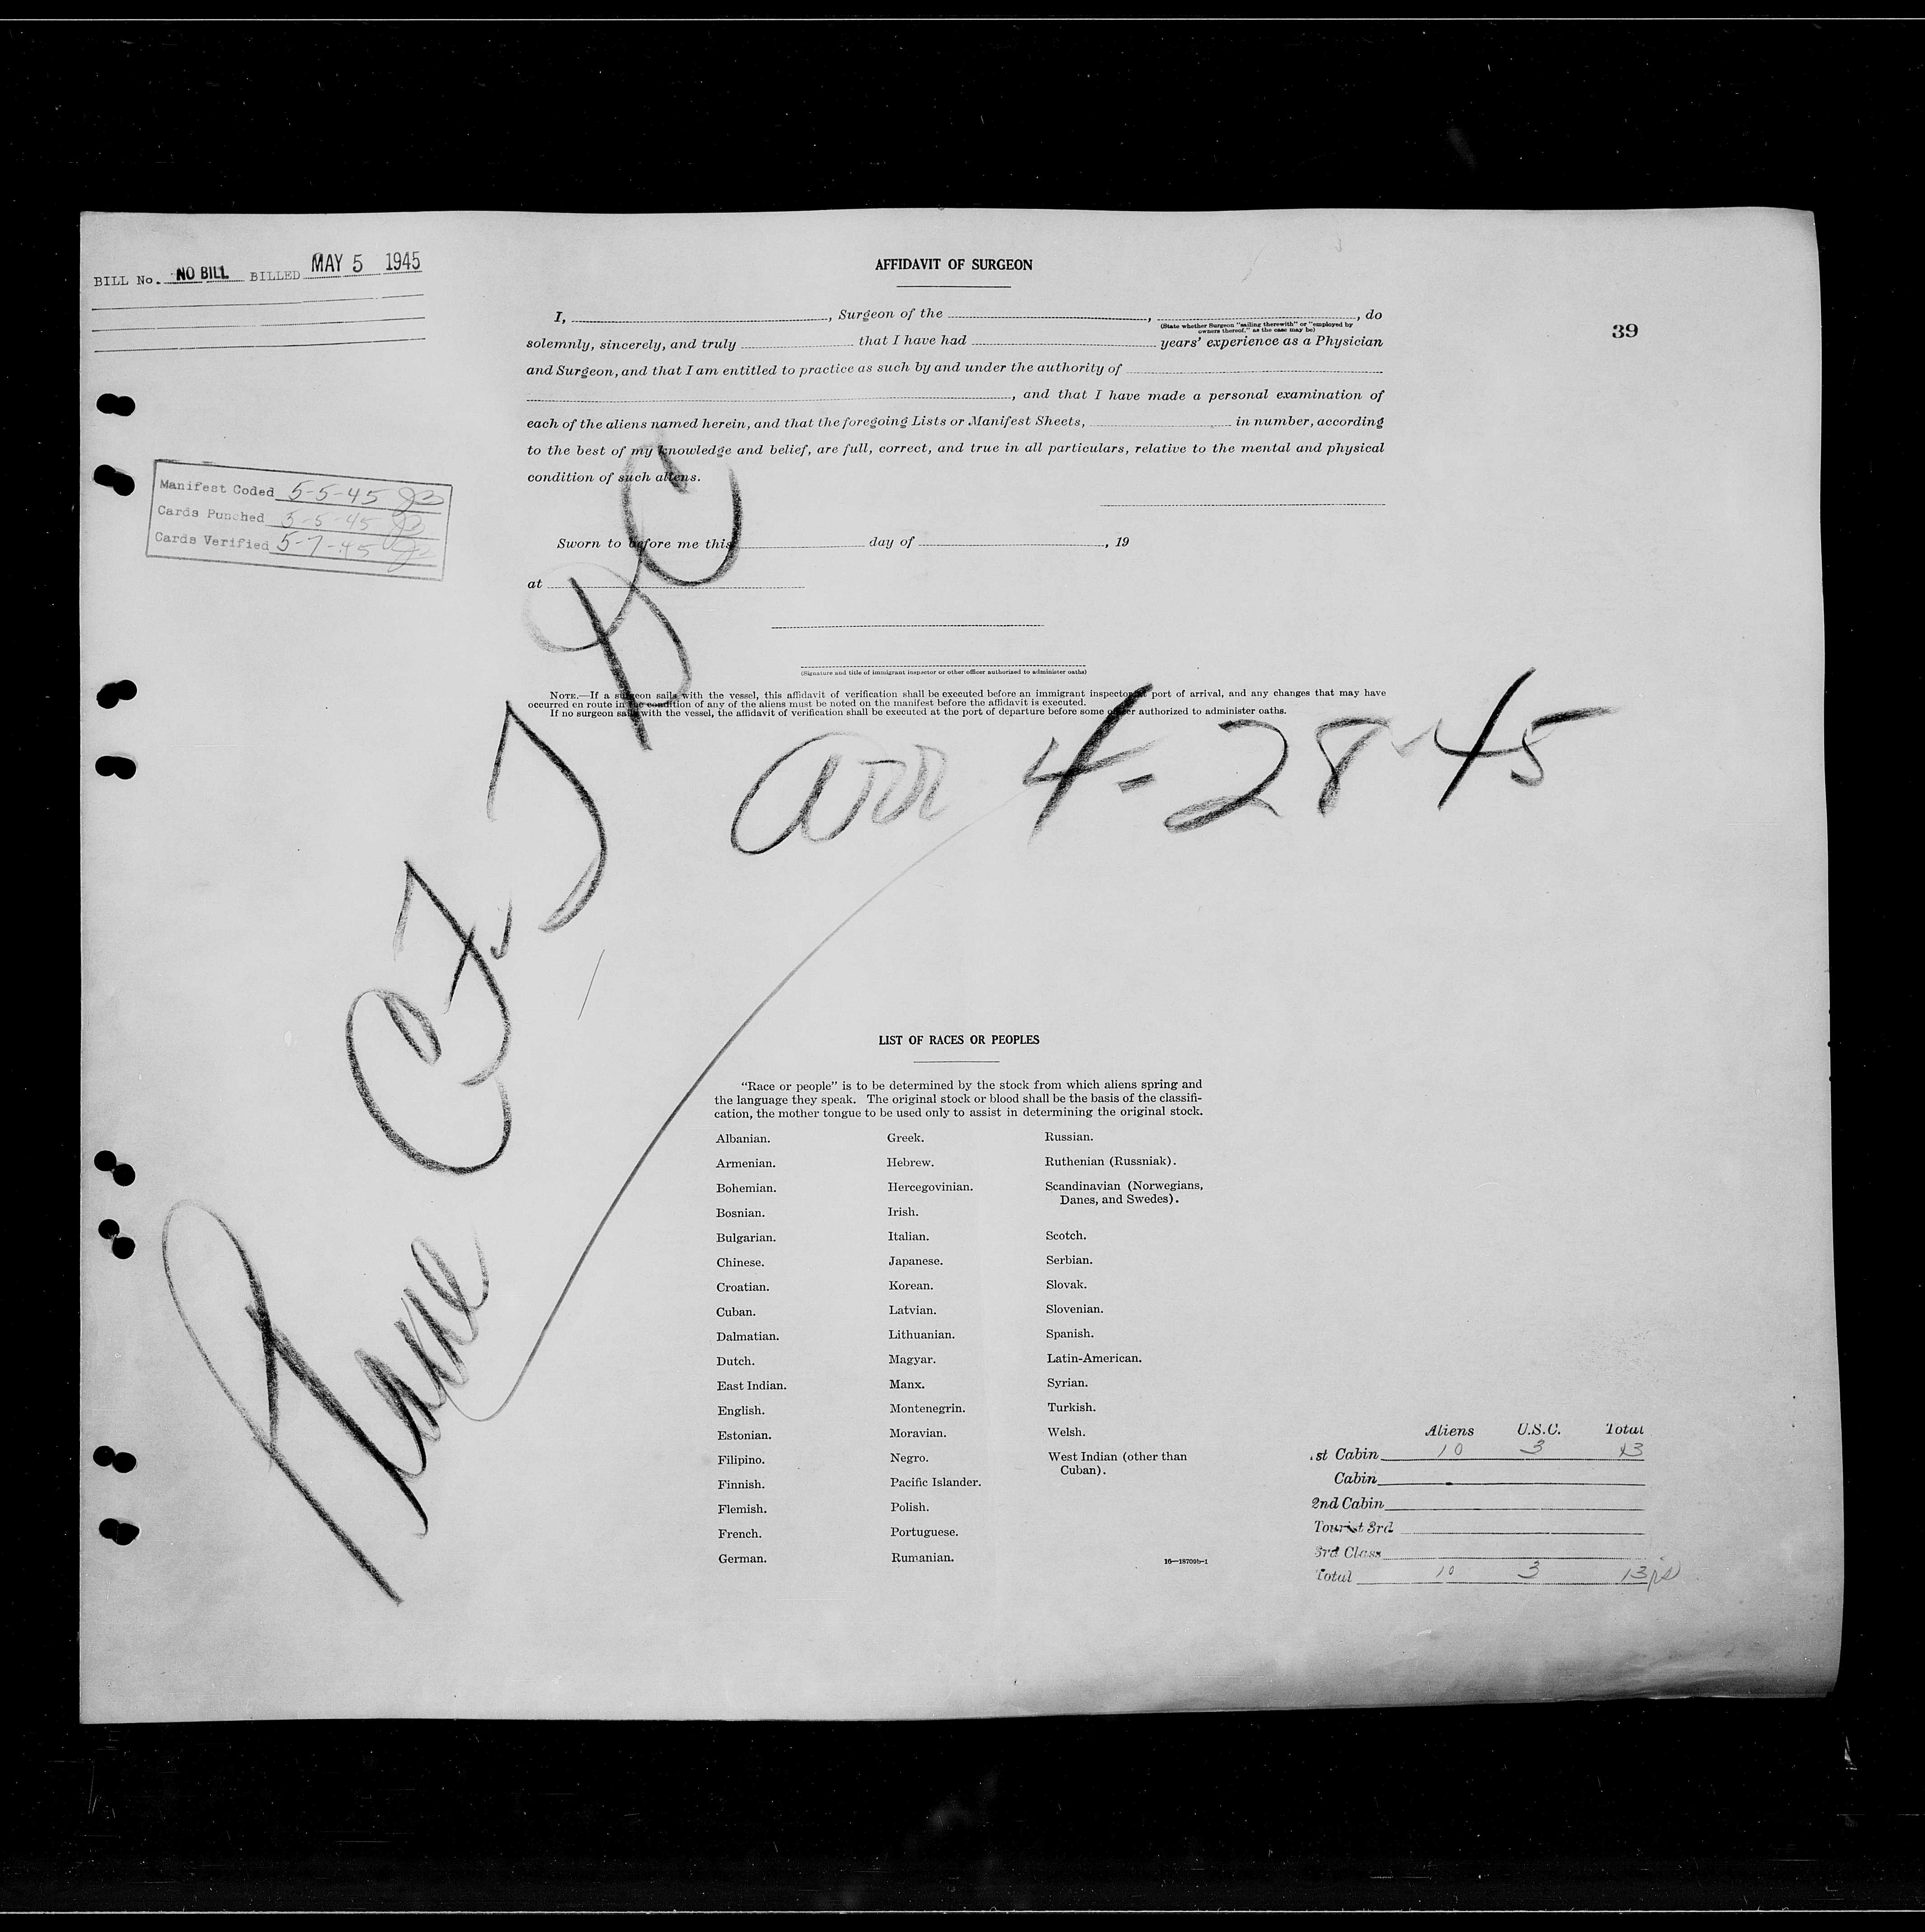 BILL No. NO BILL BILLED MAY 5 1945
AFFIDAVIT OF SURGEON
39
I, , Surgeon of the , , do
(State whether Surgeon "sailing therewith" or "employed by
owners thereof," as the case may be)
solemnly, sincerely, and truly that I have had years' experience as a Physician
and Surgeon, and that I am entitled to practice as such by and under the authority of
, and that I have made a personal examination of
each of the aliens named herein, and that the foregoing Lists or Manifest Sheets, in number, according
to the best of my knowledge and belief, are full, correct, and true in all particulars, relative to the mental and physical
condition of such aliens.
Manifest Coded 5-5-45
Cards Punched 5-5-45
Cards Verified 5-7-45
Sworn to before me this day of , 19
at
(Signature and title of immigrant inspector or other officer authorized to administer oaths)
NOTE.—If a surgeon sails with the vessel, this affidavit of verification shall be executed before an immigrant inspector at port of arrival, and any changes that may have
occurred en route in the condition of any of the aliens must be noted on the manifest before the affidavit is executed.
If no surgeon sails with the vessel, the affidavit of verification shall be executed at the port of departure before some officer authorized to administer oaths.
arr 4-28-45
Plane
LIST OF RACES OR PEOPLES
"Race or people" is to be determined by the stock from which aliens spring and
the language they speak. The original stock or blood shall be the basis of the classifi-
cation, the mother tongue to be used only to assist in determining the original stock.
Albanian.
Armenian.
Bohemian.
Bosnian.
Bulgarian.
Chinese.
Croatian.
Cuban.
Dalmatian.
Dutch.
East Indian.
English.
Estonian.
Filipino.
Finnish.
Flemish.
French.
German.
Greek.
Hebrew.
Hercegovinian.
Irish.
Italian.
Japanese.
Korean.
Latvian.
Lithuanian.
Magyar.
Manx.
Montenegrin.
Moravian.
Negro.
Pacific Islander.
Polish.
Portuguese.
Rumanian.
Russian.
Ruthenian (Russniak).
Scandinavian (Norwegians,
Danes, and Swedes).
Scotch.
Serbian.
Slovak.
Slovenian.
Spanish.
Latin-American.
Syrian.
Turkish.
Welsh.
West Indian (other than
Cuban).
16—18709b-1
Aliens U.S.C. Total
st Cabin 10 3 13
Cabin
2nd Cabin
Tourist 3rd
3rd Class
Total 10 3 13